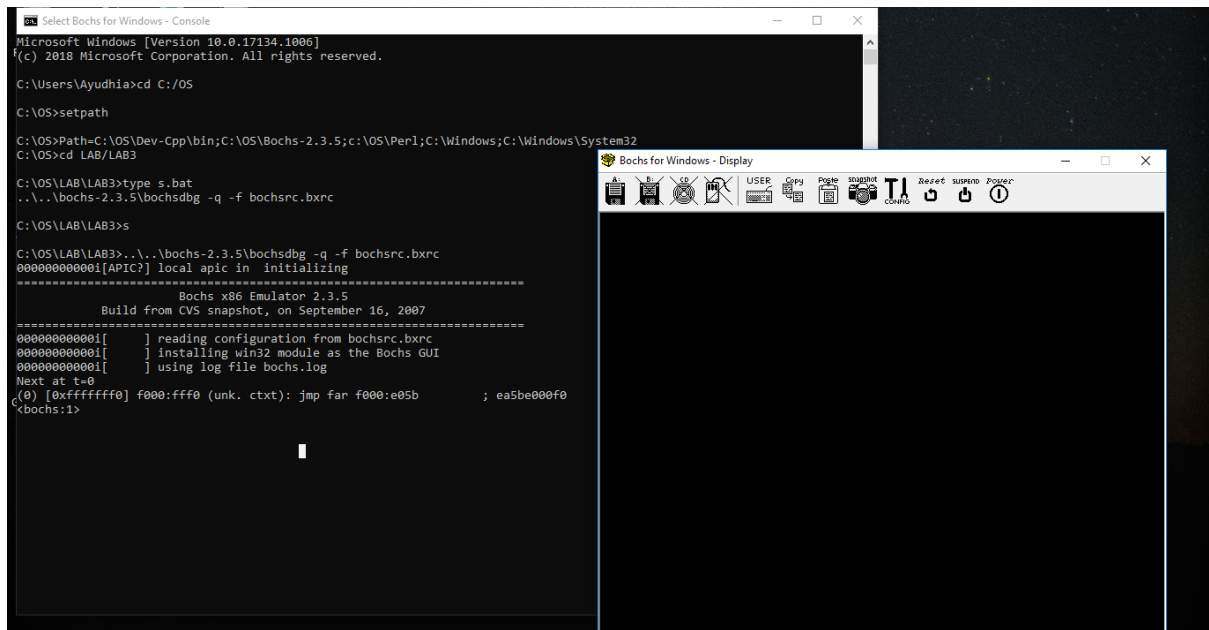 Select Bochs for Windows - Console
Microsoft Windows [Version 10.0.17134.1006]
(c) 2018 Microsoft Corporation. All rights reserved.
C:\Users\Ayudhia>cd C:/OS
C:\OS>setpath
C:\OS>Path=C:\OS\Dev-Cpp\bin;C:\OS\Bochs-2.3.5;c:\OS\Perl;C:\Windows;C:\Windows\System32
C:\OS>cd LAB/LAB3
C:\OS\LAB\LAB3>type s.bat
..\..\bochs-2.3.5\bochsdbg -q -f bochsrc.bxrc
C:\OS\LAB\LAB3>s
C:\OS\LAB\LAB3>..\..\bochs-2.3.5\bochsdbg -q -f bochsrc.bxrc
00000000000i[APIC?] local apic in  initializing
========================================================================
Bochs x86 Emulator 2.3.5
Build from CVS snapshot, on September 16, 2007
========================================================================
00000000000i[     ] reading configuration from bochsrc.bxrc
00000000000i[     ] installing win32 module as the Bochs GUI
00000000000i[     ] using log file bochs.log
Next at t=0
(0) [0xfffffff0] f000:fff0 (unk. ctxt): jmp far f000:e05b         ; ea5be000f0
<bochs:1>
Bochs for Windows - Display
A: B: CD USER Copy Paste snapshot CONFIG Reset SUSPEND Power